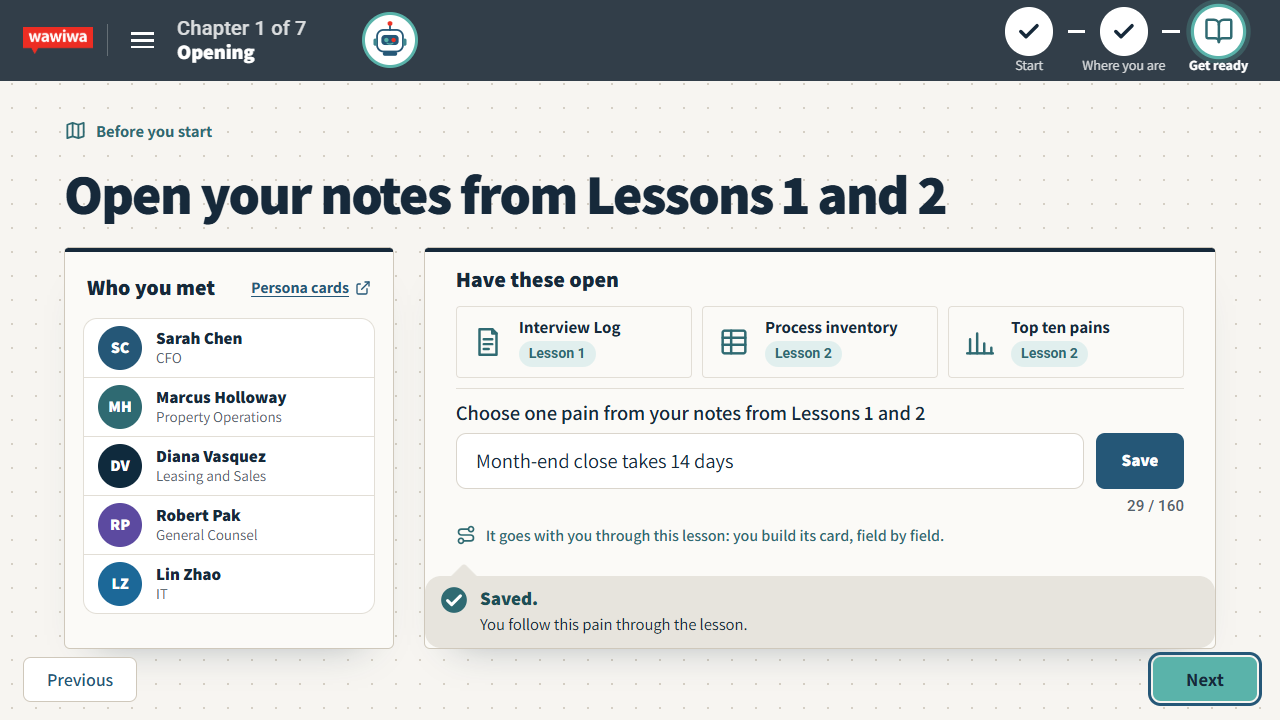 wawiwa
Chapter 1 of 7
Opening
Start
Where you are
Get ready
Before you start
Open your notes from Lessons 1 and 2
Who you met
Persona cards
SC
Sarah Chen
CFO
MH
Marcus Holloway
Property Operations
DV
Diana Vasquez
Leasing and Sales
RP
Robert Pak
General Counsel
LZ
Lin Zhao
IT
Have these open
Interview Log
Lesson 1
Process inventory
Lesson 2
Top ten pains
Lesson 2
Choose one pain from your notes from Lessons 1 and 2
Month-end close takes 14 days
Save
29 / 160
It goes with you through this lesson: you build its card, field by field.
Saved.
You follow this pain through the lesson.
Previous
Next